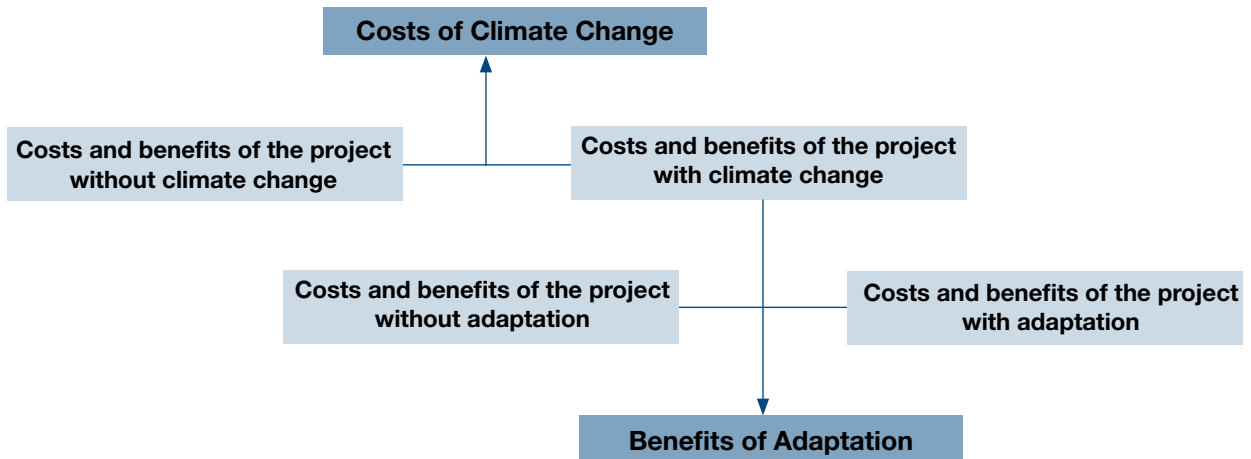 Costs of Climate Change
Costs and benefits of the project
without climate change
Costs and benefits of the project
with climate change
Costs and benefits of the project
without adaptation
Costs and benefits of the project
with adaptation
Benefits of Adaptation